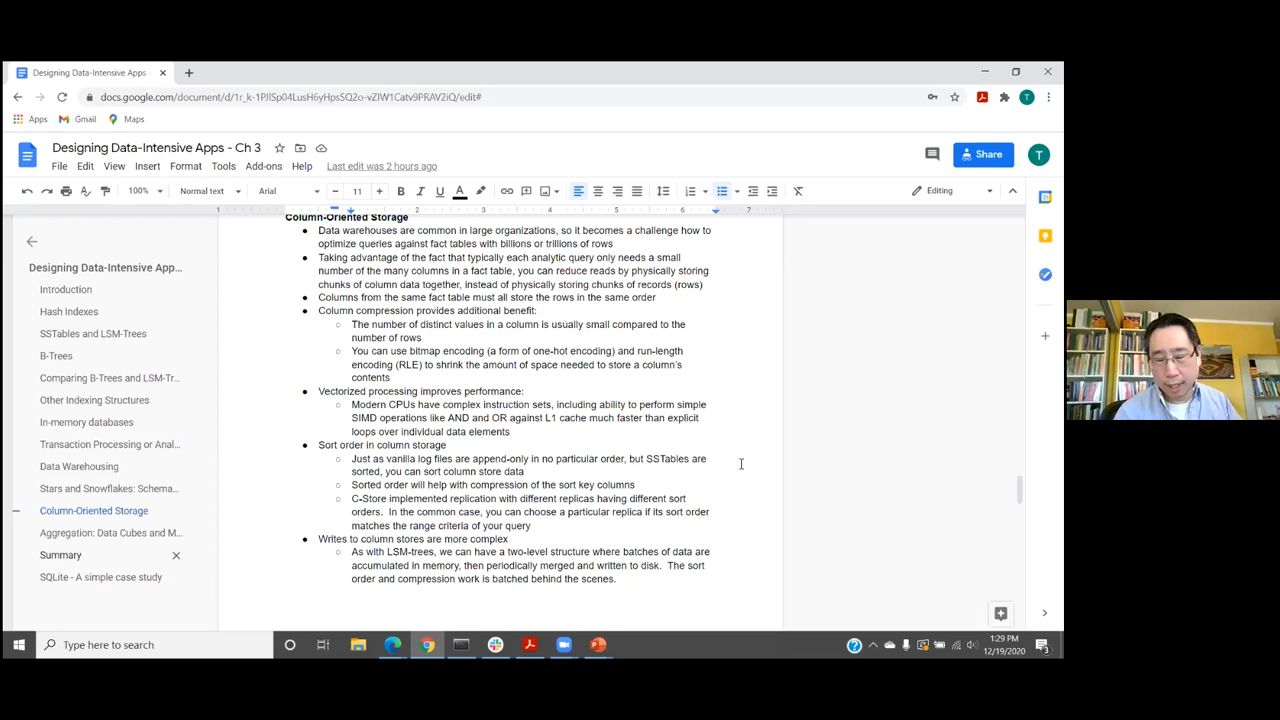 Designing Data-Intensive Apps
docs.google.com/document/d/1r_k-1PJlSp04LusH6yHpsSQ2o-vZIW1Catv9PRAV2iQ/edit#
Apps Gmail Maps
T
Designing Data-Intensive Apps - Ch 3
File Edit View Insert Format Tools Add-ons Help Last edit was 2 hours ago
Share
T
100% Normal text Arial 11 B I U A Editing
1 1 2 3 4 5 6 7
Designing Data-Intensive App...
Introduction
Hash Indexes
SSTables and LSM-Trees
B-Trees
Comparing B-Trees and LSM-Tr...
Other Indexing Structures
In-memory databases
Transaction Processing or Anal...
Data Warehousing
Stars and Snowflakes: Schema...
Column-Oriented Storage
Aggregation: Data Cubes and M...
Summary
SQLite - A simple case study
Column-Oriented Storage
● Data warehouses are common in large organizations, so it becomes a challenge how to
optimize queries against fact tables with billions or trillions of rows
● Taking advantage of the fact that typically each analytic query only needs a small
number of the many columns in a fact table, you can reduce reads by physically storing
chunks of column data together, instead of physically storing chunks of records (rows)
● Columns from the same fact table must all store the rows in the same order
● Column compression provides additional benefit:
○ The number of distinct values in a column is usually small compared to the
number of rows
○ You can use bitmap encoding (a form of one-hot encoding) and run-length
encoding (RLE) to shrink the amount of space needed to store a column's
contents
● Vectorized processing improves performance:
○ Modern CPUs have complex instruction sets, including ability to perform simple
SIMD operations like AND and OR against L1 cache much faster than explicit
loops over individual data elements
● Sort order in column storage
○ Just as vanilla log files are append-only in no particular order, but SSTables are
sorted, you can sort column store data
○ Sorted order will help with compression of the sort key columns
○ C-Store implemented replication with different replicas having different sort
orders. In the common case, you can choose a particular replica if its sort order
matches the range criteria of your query
● Writes to column stores are more complex
○ As with LSM-trees, we can have a two-level structure where batches of data are
accumulated in memory, then periodically merged and written to disk. The sort
order and compression work is batched behind the scenes.
Type here to search
1:29 PM
12/19/2020
3